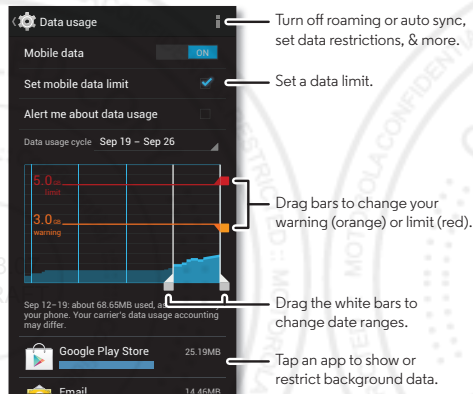 Data usage
Mobile data
ON
Set mobile data limit
Alert me about data usage
Data usage cycle Sep 19 – Sep 26
5.0GB
limit
3.0GB
warning
Sep 12–19: about 68.65MB used, as
your phone. Your carrier's data usage accounting
may differ.
Google Play Store 25.19MB
Email 14.46MB
Turn off roaming or auto sync,
set data restrictions, & more.
Set a data limit.
Drag bars to change your
warning (orange) or limit (red).
Drag the white bars to
change date ranges.
Tap an app to show or
restrict background data.